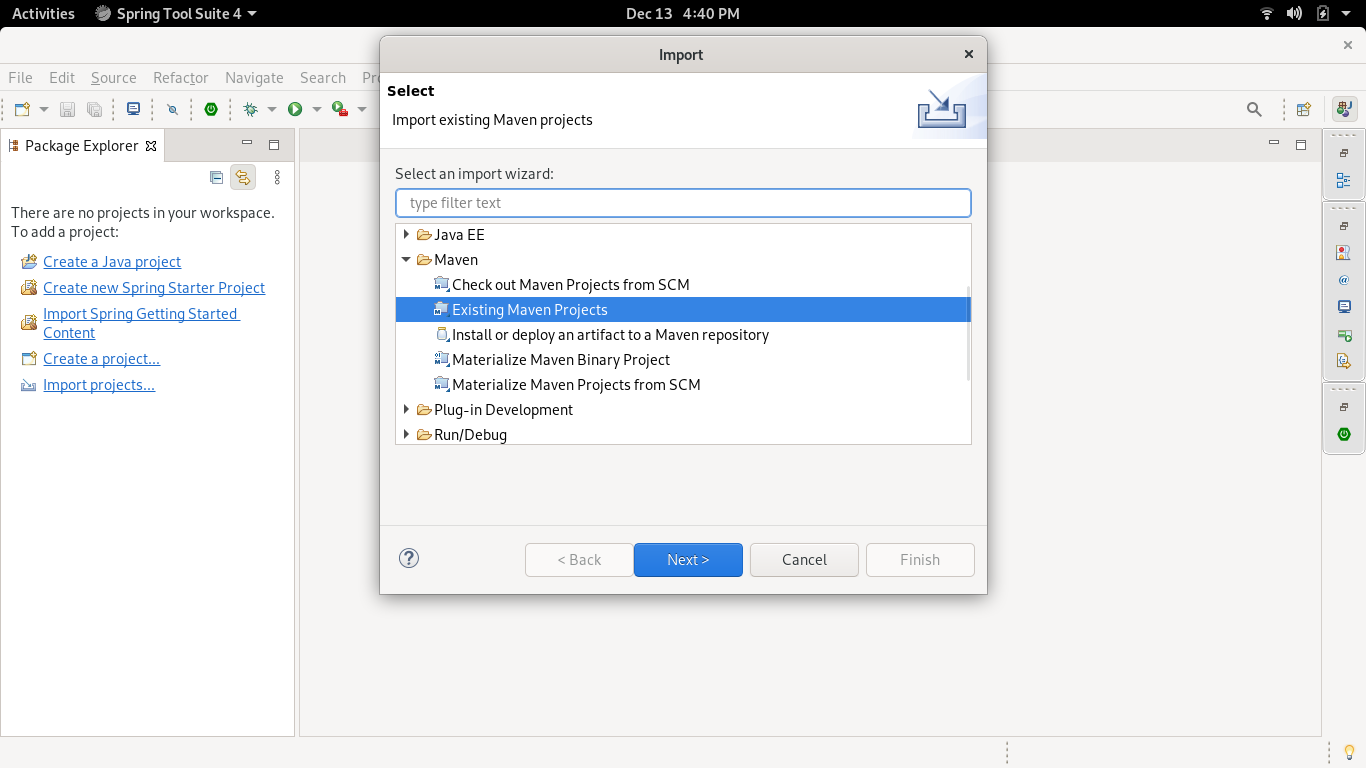 Activities Spring Tool Suite 4 Dec 13 4:40 PM
Import
File Edit Source Refactor Navigate Search
Select
Import existing Maven projects
Package Explorer
There are no projects in your workspace.
To add a project:
Create a Java project
Create new Spring Starter Project
Import Spring Getting Started
Content
Create a project...
Import projects...
Select an import wizard:
type filter text
Java EE
Maven
Check out Maven Projects from SCM
Existing Maven Projects
Install or deploy an artifact to a Maven repository
Materialize Maven Binary Project
Materialize Maven Projects from SCM
Plug-in Development
Run/Debug
< Back Next > Cancel Finish